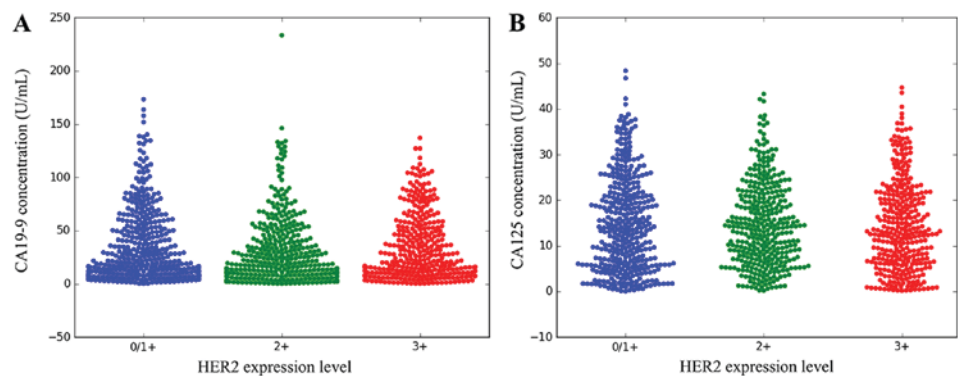 A
CA19-9 concentration (U/mL)
250
200
150
100
50
0
−50
0/1+ 2+ 3+
HER2 expression level
B
CA125 concentration (U/mL)
60
50
40
30
20
10
0
−10
0/1+ 2+ 3+
HER2 expression level